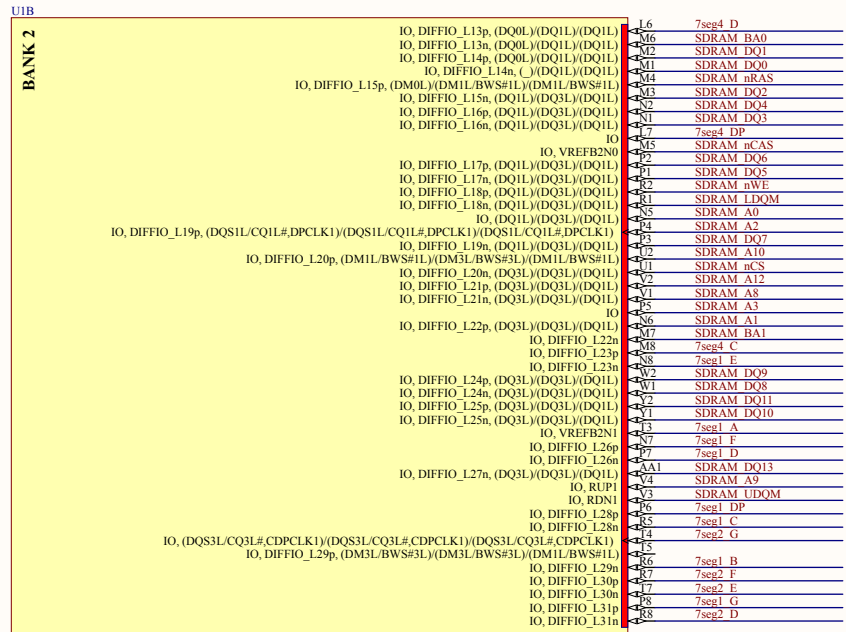 U1B
BANK 2
IO, DIFFIO_L13p, (DQ0L)/(DQ1L)/(DQ1L) L6 7seg4_D
IO, DIFFIO_L13n, (DQ0L)/(DQ1L)/(DQ1L) M6 SDRAM_BA0
IO, DIFFIO_L14p, (DQ0L)/(DQ1L)/(DQ1L) M2 SDRAM_DQ1
IO, DIFFIO_L14n, (_)/(DQ1L)/(DQ1L) M1 SDRAM_DQ0
IO, DIFFIO_L15p, (DM0L)/(DM1L/BWS#1L)/(DM1L/BWS#1L) M4 SDRAM_nRAS
IO, DIFFIO_L15n, (DQ1L)/(DQ3L)/(DQ1L) M3 SDRAM_DQ2
IO, DIFFIO_L16p, (DQ1L)/(DQ3L)/(DQ1L) N2 SDRAM_DQ4
IO, DIFFIO_L16n, (DQ1L)/(DQ3L)/(DQ1L) N1 SDRAM_DQ3
IO L7 7seg4_DP
IO, VREFB2N0 M5 SDRAM_nCAS
IO, DIFFIO_L17p, (DQ1L)/(DQ3L)/(DQ1L) P2 SDRAM_DQ6
IO, DIFFIO_L17n, (DQ1L)/(DQ3L)/(DQ1L) P1 SDRAM_DQ5
IO, DIFFIO_L18p, (DQ1L)/(DQ3L)/(DQ1L) R2 SDRAM_nWE
IO, DIFFIO_L18n, (DQ1L)/(DQ3L)/(DQ1L) R1 SDRAM_LDQM
IO, (DQ1L)/(DQ3L)/(DQ1L) N5 SDRAM_A0
IO, DIFFIO_L19p, (DQS1L/CQ1L#,DPCLK1)/(DQS1L/CQ1L#,DPCLK1)/(DQS1L/CQ1L#,DPCLK1) P4 SDRAM_A2
IO, DIFFIO_L19n, (DQ1L)/(DQ3L)/(DQ1L) P3 SDRAM_DQ7
IO, DIFFIO_L20p, (DM1L/BWS#1L)/(DM3L/BWS#3L)/(DM1L/BWS#1L) U2 SDRAM_A10
IO, DIFFIO_L20n, (DQ3L)/(DQ3L)/(DQ1L) U1 SDRAM_nCS
IO, DIFFIO_L21p, (DQ3L)/(DQ3L)/(DQ1L) V2 SDRAM_A12
IO, DIFFIO_L21n, (DQ3L)/(DQ3L)/(DQ1L) V1 SDRAM_A8
IO P5 SDRAM_A3
IO, DIFFIO_L22p, (DQ3L)/(DQ3L)/(DQ1L) N6 SDRAM_A1
IO, DIFFIO_L22n M7 SDRAM_BA1
IO, DIFFIO_L23p M8 7seg4_C
IO, DIFFIO_L23n N8 7seg1_E
IO, DIFFIO_L24p, (DQ3L)/(DQ3L)/(DQ1L) W2 SDRAM_DQ9
IO, DIFFIO_L24n, (DQ3L)/(DQ3L)/(DQ1L) W1 SDRAM_DQ8
IO, DIFFIO_L25p, (DQ3L)/(DQ3L)/(DQ1L) Y2 SDRAM_DQ11
IO, DIFFIO_L25n, (DQ3L)/(DQ3L)/(DQ1L) Y1 SDRAM_DQ10
IO, VREFB2N1 T3 7seg1_A
IO, DIFFIO_L26p N7 7seg1_F
IO, DIFFIO_L26n P7 7seg1_D
IO, DIFFIO_L27n, (DQ3L)/(DQ3L)/(DQ1L) AA1 SDRAM_DQ13
IO, RUP1 V4 SDRAM_A9
IO, RDN1 V3 SDRAM_UDQM
IO, DIFFIO_L28p P6 7seg1_DP
IO, DIFFIO_L28n R5 7seg1_C
IO, (DQS3L/CQ3L#,CDPCLK1)/(DQS3L/CQ3L#,CDPCLK1)/(DQS3L/CQ3L#,CDPCLK1) T4 7seg2_G
IO, DIFFIO_L29p, (DM3L/BWS#3L)/(DM3L/BWS#3L)/(DM1L/BWS#1L) T5
IO, DIFFIO_L29n R6 7seg1_B
IO, DIFFIO_L30p R7 7seg2_F
IO, DIFFIO_L30n T7 7seg2_E
IO, DIFFIO_L31p P8 7seg1_G
IO, DIFFIO_L31n R8 7seg2_D